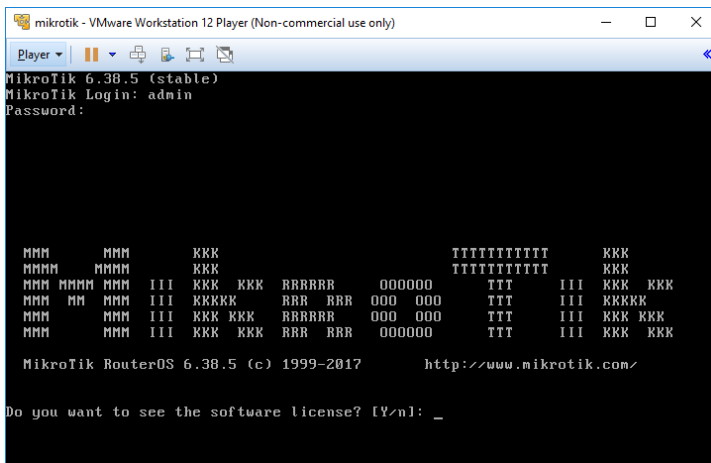 mikrotik - VMware Workstation 12 Player (Non-commercial use only)
Player
MikroTik 6.38.5 (stable)
MikroTik Login: admin
Password:
MMM       MMM       KKK                          TTTTTTTTTTT      KKK
MMMM     MMMM       KKK                          TTTTTTTTTTT      KKK
MMM MMMM MMM  III  KKK  KKK  RRRRRR     OOOOOO      TTT     III  KKK  KKK
MMM  MM  MMM  III  KKKKK     RRR  RRR  OOO  OOO     TTT     III  KKKKK
MMM      MMM  III  KKK KKK   RRRRRR    OOO  OOO     TTT     III  KKK KKK
MMM      MMM  III  KKK  KKK  RRR  RRR   OOOOOO      TTT     III  KKK  KKK
MikroTik RouterOS 6.38.5 (c) 1999-2017       http://www.mikrotik.com/
Do you want to see the software license? [Y/n]: _